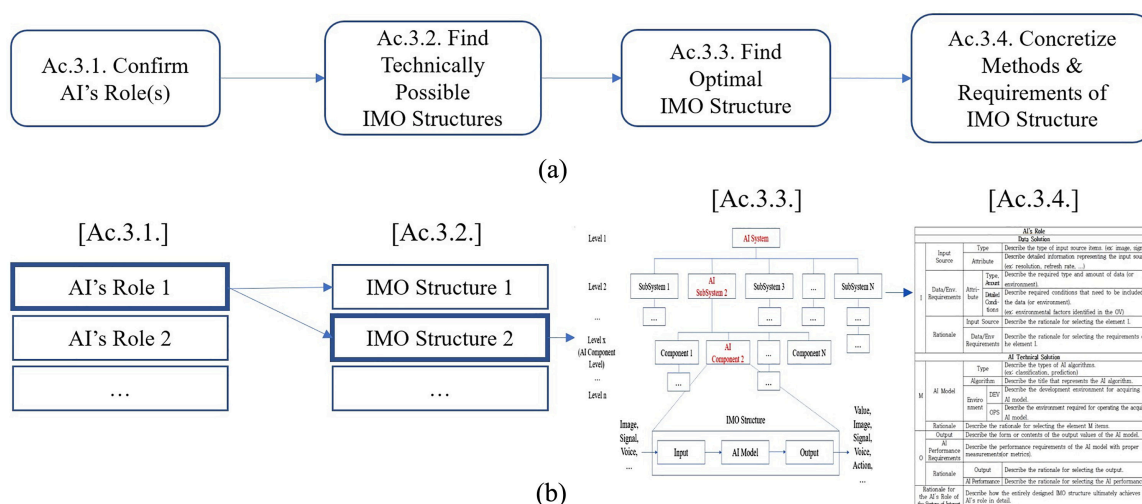 Ac.3.1. Confirm
AI's Role(s)
Ac.3.2. Find
Technically
Possible
IMO Structures
Ac.3.3. Find
Optimal
IMO Structure
Ac.3.4. Concretize
Methods &
Requirements of
IMO Structure
(a)
[Ac.3.1.]
AI's Role 1
AI's Role 2
…
[Ac.3.2.]
IMO Structure 1
IMO Structure 2
…
[Ac.3.3.]
Level 1
AI System
Level 2
SubSystem 1
AI
SubSystem 2
SubSystem 3
...
SubSystem N
...
...
...
...
...
Level x
(AI Component
Level)
Component 1
AI
Component 2
...
Component N
...
...
...
Level n
IMO Structure
Image,
Signal,
Voice,
...
Input
AI Model
Output
Value,
Image,
Signal,
Voice,
Action,
...
[Ac.3.4.]
AI's Role
Data Solution
I
Input
Source
Type
Describe the type of input source items. (ex: image, sign
Attribute
Describe detailed information representing the input sour
(ex: resolution, refresh rate, ...)
Data/Env.
Requirements
Attri-
bute
Type,
Amount
Describe the required type and amount of data (or
environment).
Detailed
Condi-
tions
Describe required conditions that need to be included
the data (or environment).
(ex: environmental factors identified in the OV)
Rationale
Input Source
Describe the rationale for selecting the element I.
Data/Env
Requirements
Describe the rationale for selecting the requirements o
he element I.
AI Technical Solution
M
AI Model
Type
Describe the types of AI algorithms.
(ex: classification, prediction)
Algorithm
Describe the title that represents the AI algorithm.
Enviro
nment
DEV
Describe the development environment for acquiring
AI model.
OPS
Describe the environment required for operating the acqu
AI model.
Rationale
Describe the rationale for selecting the element M items.
O
Output
Describe the form or contents of the output values of the AI model.
AI
Performance
Requirements
Describe the performance requirements of the AI model with proper
measurements(or metrics).
Rationale
Output
Describe the rationale for selecting the output.
AI Performance
Describe the rationale for selecting the AI performance
Rationale for
the AI's Role of
Describe how the entirely designed IMO structure ultimately achieves
AI's role in detail.
(b)